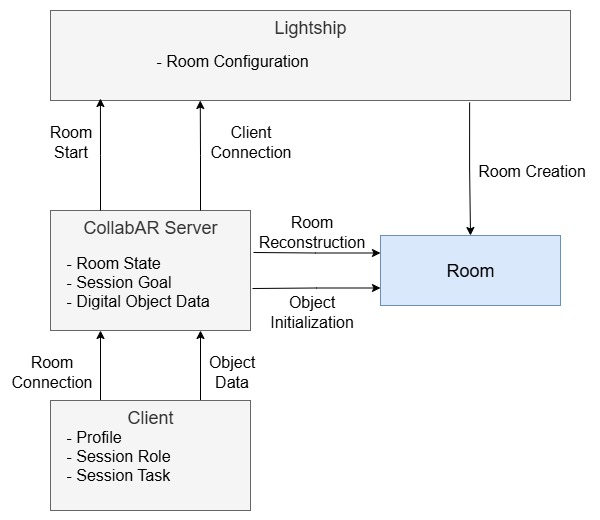 Lightship
- Room Configuration
Room
Start
Client
Connection
Room Creation
CollabAR Server
- Room State
- Session Goal
- Digital Object Data
Room
Reconstruction
Object
Initialization
Room
Room
Connection
Object
Data
Client
- Profile
- Session Role
- Session Task